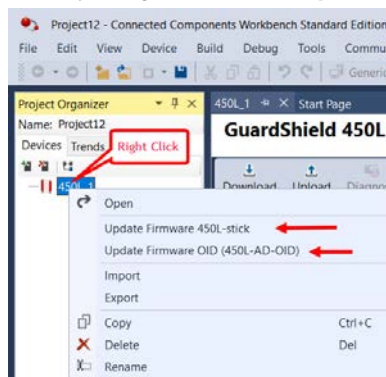 Project12 - Connected Components Workbench Standard Edition
File Edit View Device Build Debug Tools Commu
Generic
Project Organizer 450L_1 Start Page
Name: Project12
GuardShield 450L
Devices Trends
Right Click
450L_1
Download Upload Diagno
Open
Update Firmware 450L-stick
Update Firmware OID (450L-AD-OID)
Import
Export
Copy Ctrl+C
Delete Del
Rename